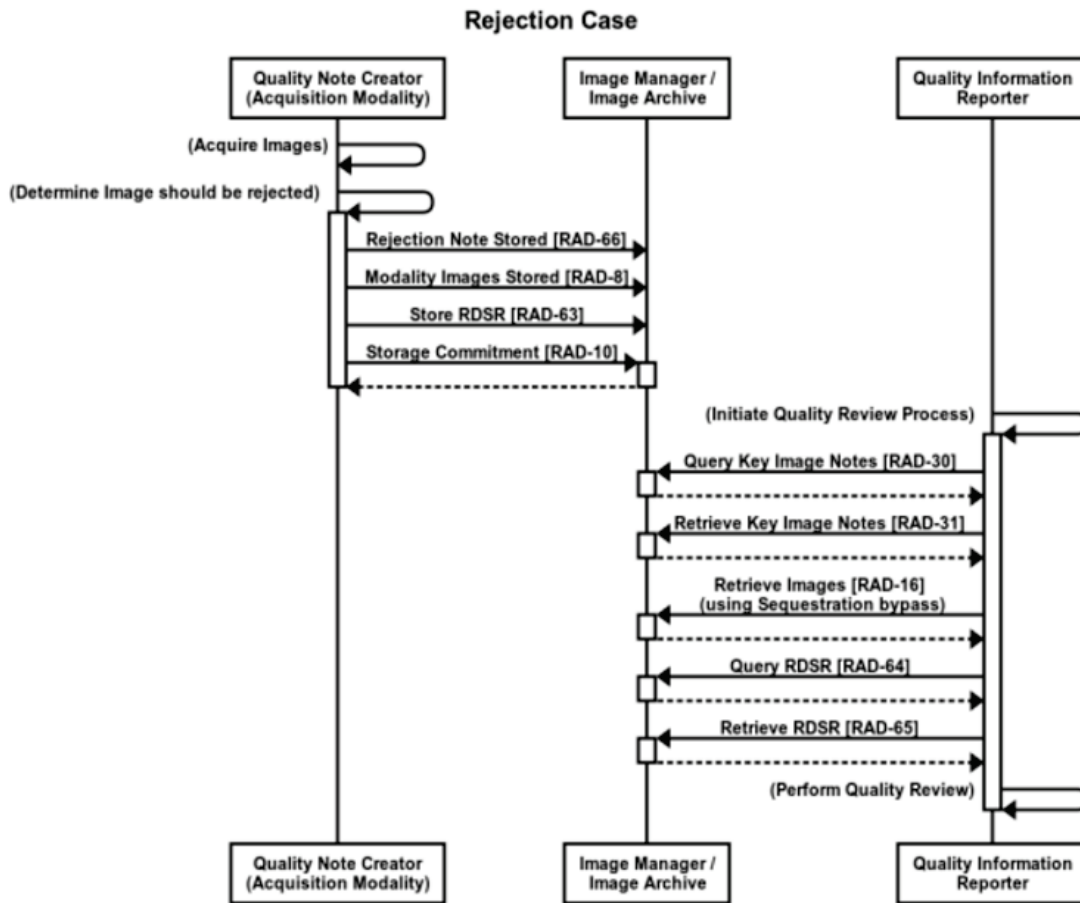 Rejection Case
Quality Note Creator
(Acquisition Modality)
Image Manager /
Image Archive
Quality Information
Reporter
(Acquire Images)
(Determine Image should be rejected)
Rejection Note Stored [RAD-66]
Modality Images Stored [RAD-8]
Store RDSR [RAD-63]
Storage Commitment [RAD-10]
(Initiate Quality Review Process)
Query Key Image Notes [RAD-30]
Retrieve Key Image Notes [RAD-31]
Retrieve Images [RAD-16]
(using Sequestration bypass)
Query RDSR [RAD-64]
Retrieve RDSR [RAD-65]
(Perform Quality Review)
Quality Note Creator
(Acquisition Modality)
Image Manager /
Image Archive
Quality Information
Reporter